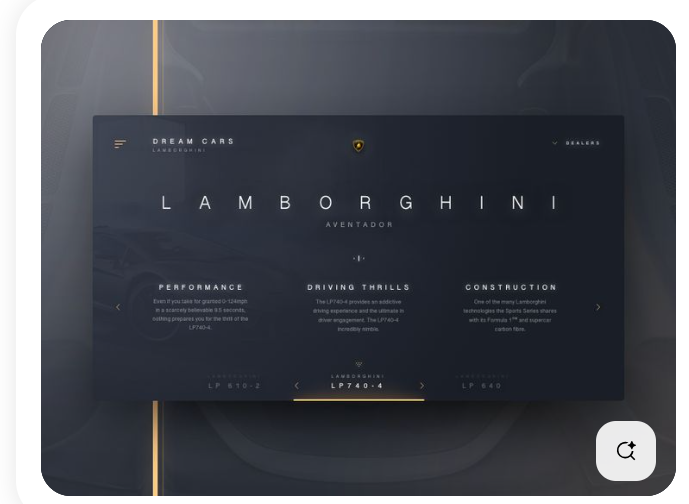 DREAM CARS
LAMBORGHINI
DEALERS
LAMBORGHINI
AVENTADOR
PERFORMANCE
Even if you take for granted 0-124mph
in a scarcely believable 9.5 seconds,
nothing prepares you for the thrill of the
LP740-4.
DRIVING THRILLS
The LP740-4 provides an addictive
driving experience and the ultimate in
driver engagement. The LP740-4
incredibly nimble.
CONSTRUCTION
One of the many Lamborghini
technologies the Sports Series shares
with its Formula 1™ and supercar
carbon fibre.
LAMBORGHINI
LP 610-2
LAMBORGHINI
LP740-4
LAMBORGHINI
LP 640